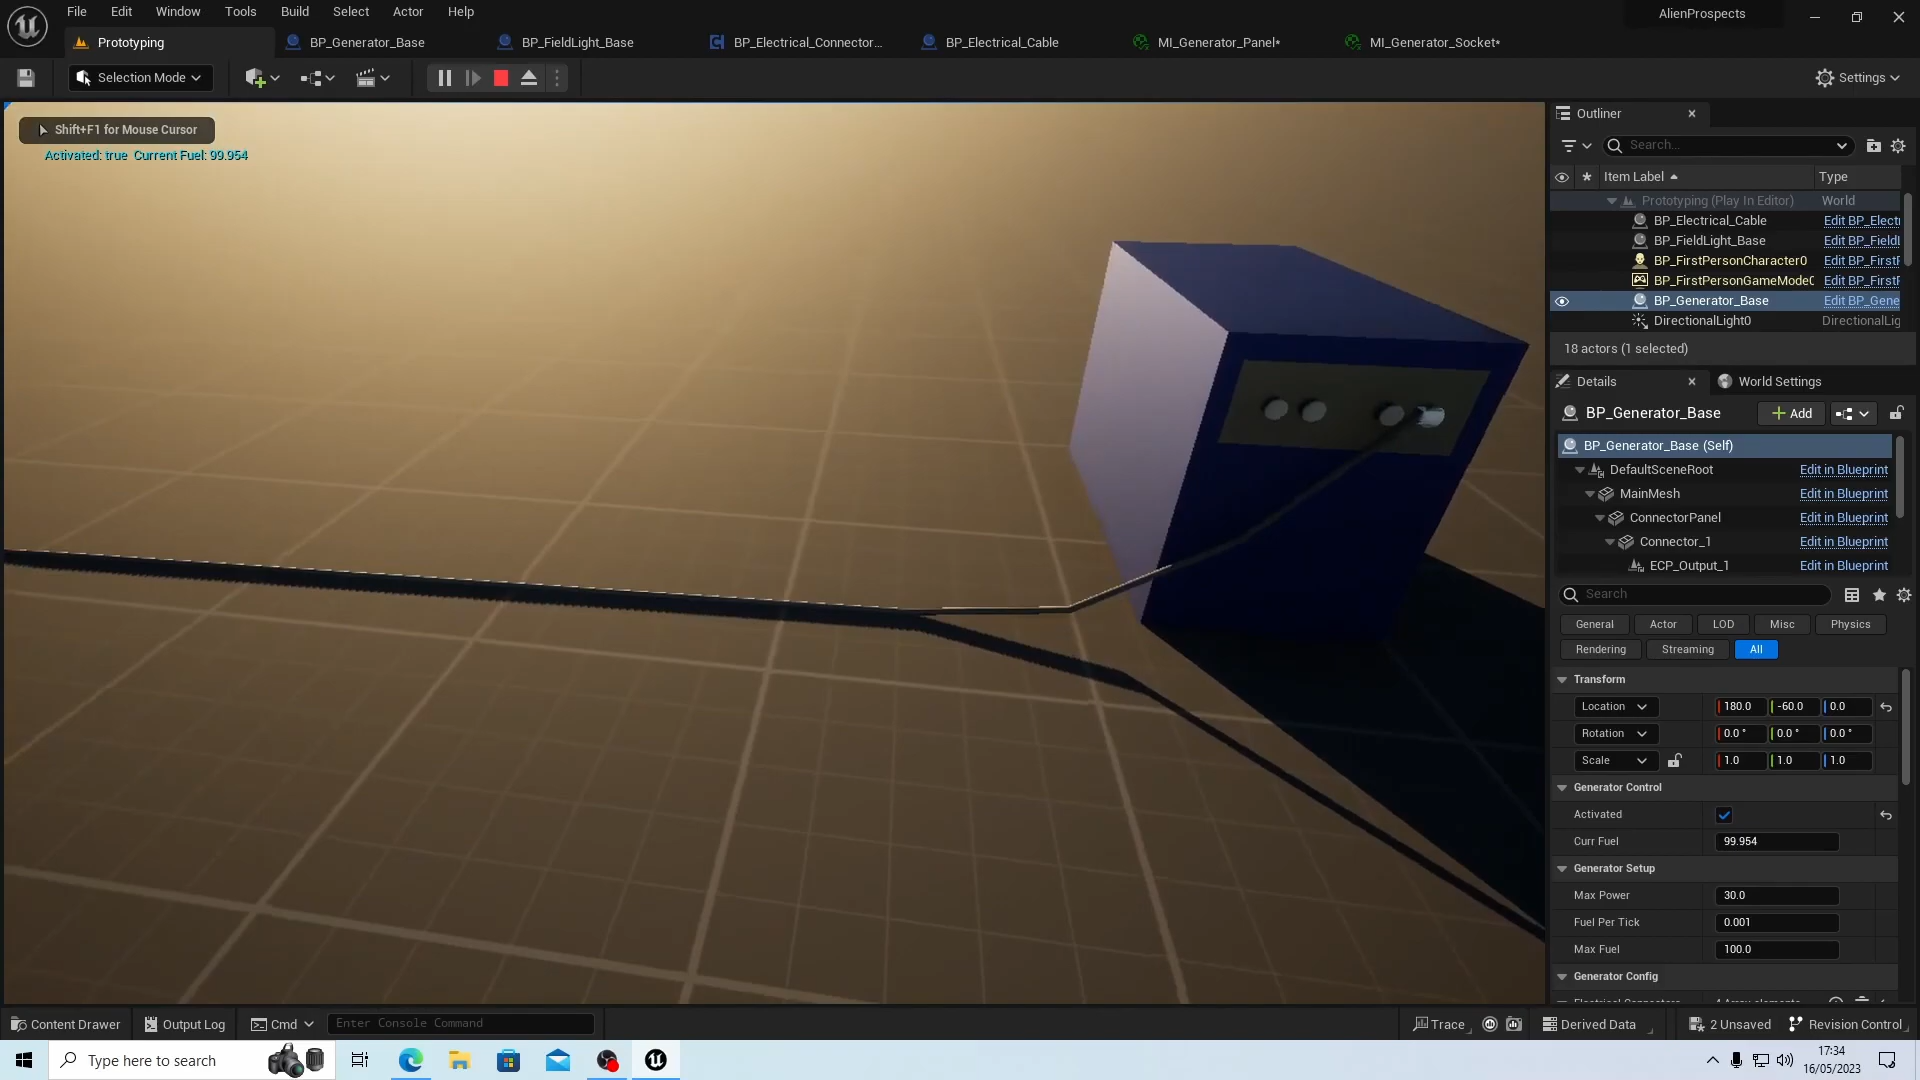 File Edit Window Tools Build Select Actor Help
AlienProspects
Prototyping
BP_Generator_Base
BP_FieldLight_Base
BP_Electrical_Connector...
BP_Electrical_Cable
MI_Generator_Panel*
MI_Generator_Socket*
Selection Mode
Settings
Shift+F1 for Mouse Cursor
Activated: true Current Fuel: 99.954
Outliner
Search...
Item Label Type
Prototyping (Play In Editor) World
BP_Electrical_Cable Edit BP_Electr
BP_FieldLight_Base Edit BP_Field
BP_FirstPersonCharacter0 Edit BP_First
BP_FirstPersonGameMode Edit BP_First
BP_Generator_Base Edit BP_Gene
DirectionalLight0 DirectionalLig
18 actors (1 selected)
Details
World Settings
BP_Generator_Base
Add
BP_Generator_Base (Self)
DefaultSceneRoot Edit in Blueprint
MainMesh Edit in Blueprint
ConnectorPanel Edit in Blueprint
Connector_1 Edit in Blueprint
ECP_Output_1 Edit in Blueprint
Search
General Actor LOD Misc Physics
Rendering Streaming All
Transform
Location 180.0 -60.0 0.0
Rotation 0.0 ° 0.0 ° 0.0 °
Scale 1.0 1.0 1.0
Generator Control
Activated
Curr Fuel 99.954
Generator Setup
Max Power 30.0
Fuel Per Tick 0.001
Max Fuel 100.0
Generator Config
Content Drawer Output Log Cmd Enter Console Command
Trace Derived Data 2 Unsaved Revision Control
Type here to search
17:34
16/05/2023